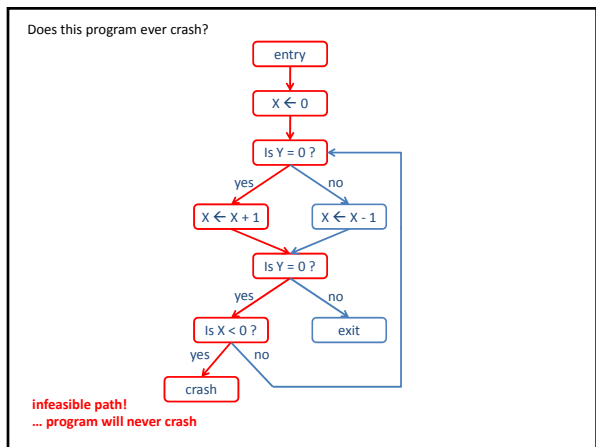 Does this program ever crash?
entry
X ← 0
Is Y = 0 ?
yes
no
X ← X + 1
X ← X - 1
Is Y = 0 ?
yes
no
Is X < 0 ?
exit
yes
no
crash
infeasible path!
… program will never crash